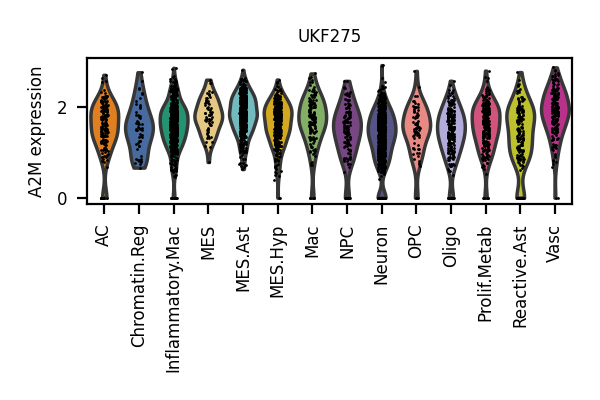 UKF275
A2M expression
2
0
AC
Chromatin.Reg
Inflammatory.Mac
MES
MES.Ast
MES.Hyp
Mac
NPC
Neuron
OPC
Oligo
Prolif.Metab
Reactive.Ast
Vasc